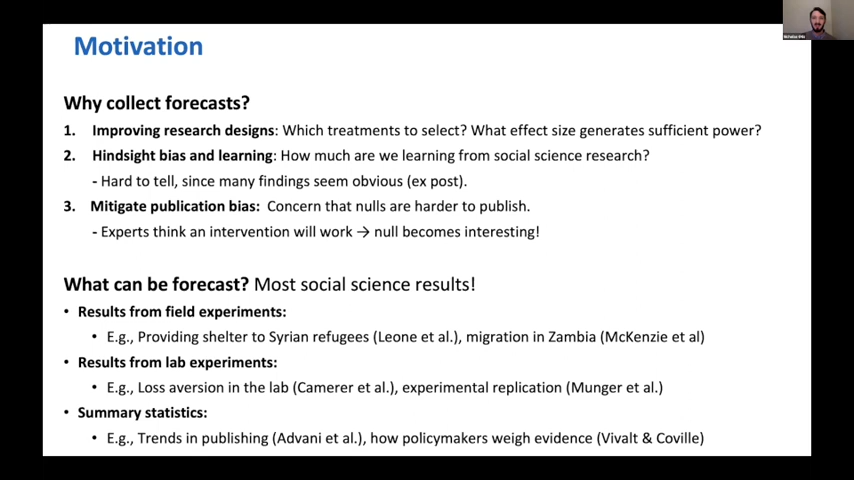 Motivation
Why collect forecasts?
1. Improving research designs: Which treatments to select? What effect size generates sufficient power?
2. Hindsight bias and learning: How much are we learning from social science research?
- Hard to tell, since many findings seem obvious (ex post).
3. Mitigate publication bias: Concern that nulls are harder to publish.
- Experts think an intervention will work → null becomes interesting!
What can be forecast? Most social science results!
• Results from field experiments:
• E.g., Providing shelter to Syrian refugees (Leone et al.), migration in Zambia (McKenzie et al)
• Results from lab experiments:
• E.g., Loss aversion in the lab (Camerer et al.), experimental replication (Munger et al.)
• Summary statistics:
• E.g., Trends in publishing (Advani et al.), how policymakers weigh evidence (Vivalt & Coville)